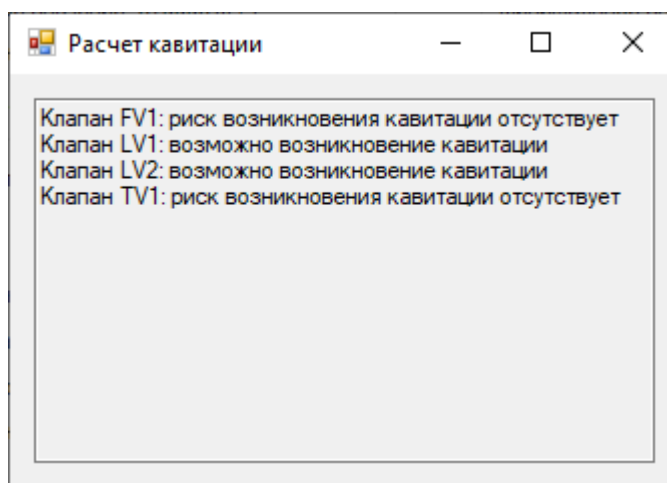 Расчет кавитации
Клапан FV1: риск возникновения кавитации отсутствует
Клапан LV1: возможно возникновение кавитации
Клапан LV2: возможно возникновение кавитации
Клапан TV1: риск возникновения кавитации отсутствует